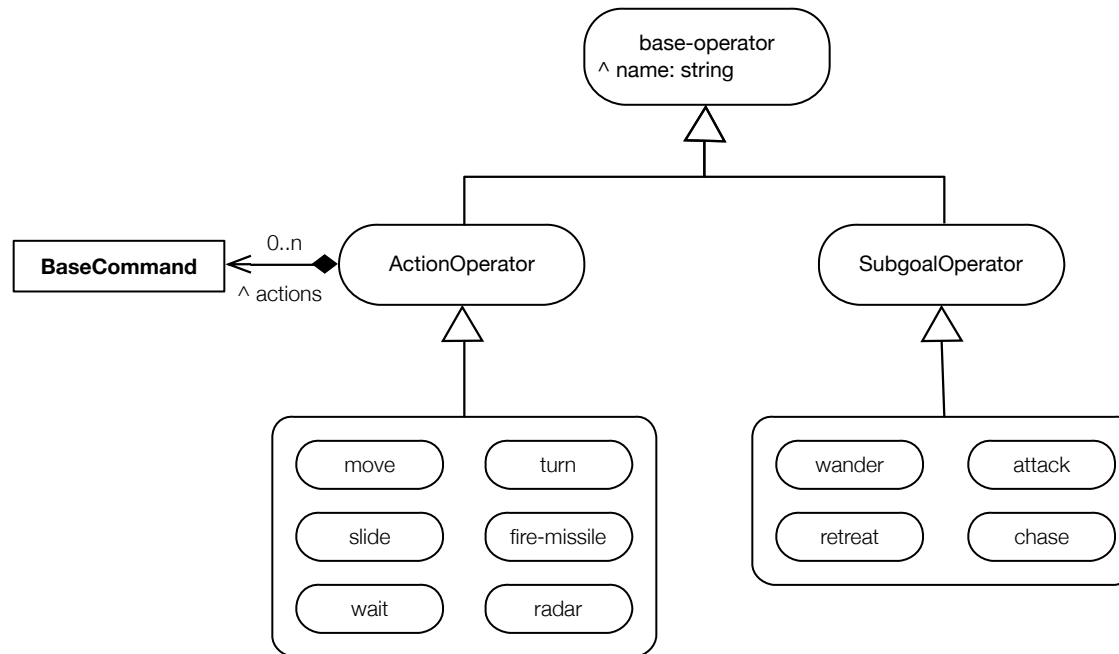 base-operator
^ name: string
0..n
BaseCommand
ActionOperator
SubgoalOperator
^ actions
move
turn
wander
attack
slide
fire-missile
retreat
chase
wait
radar